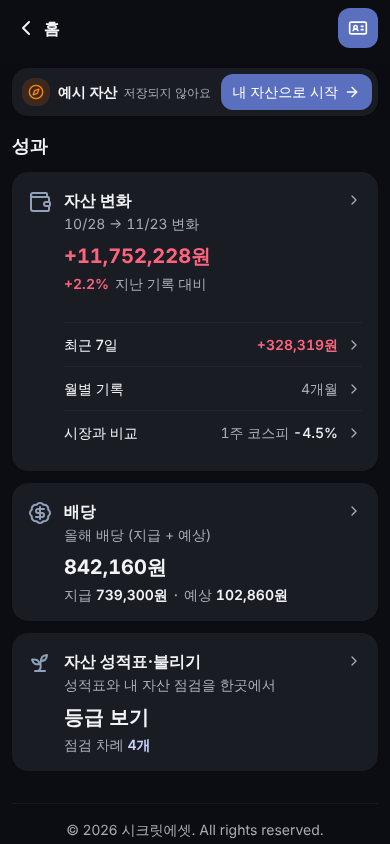 홈
예시 자산 저장되지 않아요 내 자산으로 시작 →
성과
자산 변화
10/28 → 11/23 변화
+11,752,228원
+2.2% 지난 기록 대비
최근 7일 +328,319원
월별 기록 4개월
시장과 비교 1주 코스피 -4.5%
배당
올해 배당 (지급 + 예상)
842,160원
지급 739,300원 · 예상 102,860원
자산 성적표·불리기
성적표와 내 자산 점검을 한곳에서
등급 보기
점검 차례 4개
© 2026 시크릿에셋. All rights reserved.